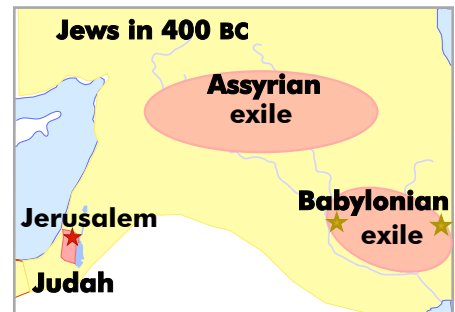 Jews in 400 BC
Assyrian
exile
Babylonian
exile
Jerusalem
Judah